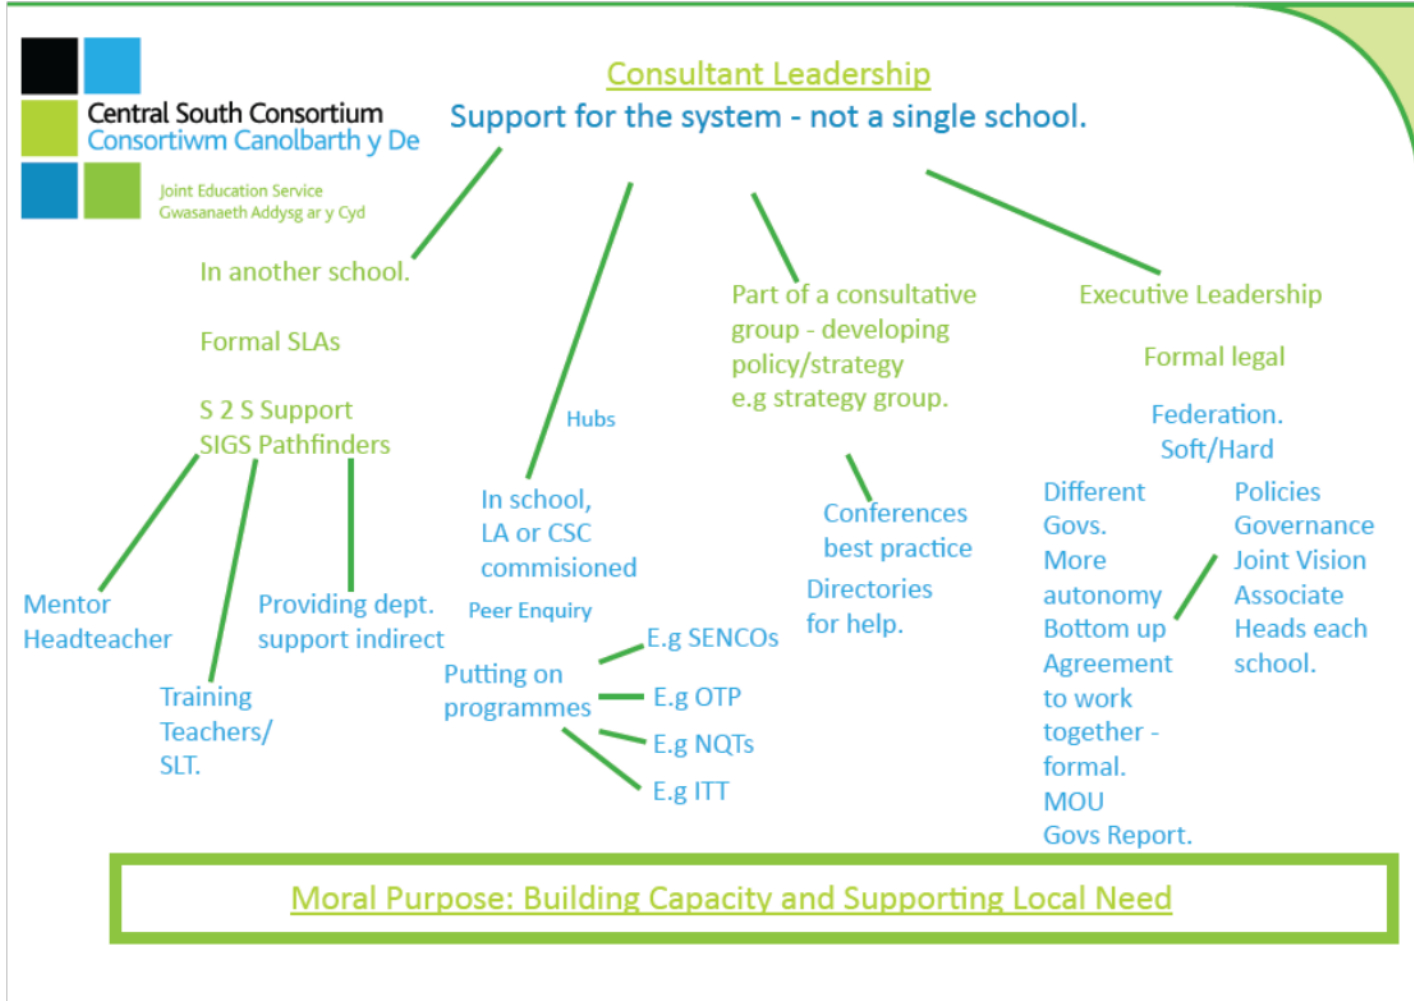 Consultant Leadership
Support for the system - not a single school.
Central South Consortium
Consortiwm Canolbarth y De
Joint Education Service
Gwasanaeth Addysg ar y Cyd
In another school.
Formal SLAs
S 2 S Support
SIGS Pathfinders
Mentor
Headteacher
Training
Teachers/
SLT.
Providing dept.
support indirect
Hubs
In school,
LA or CSC
commisioned
Peer Enquiry
Putting on
programmes
E.g SENCOs
E.g OTP
E.g NQTs
E.g ITT
Part of a consultative
group - developing
policy/strategy
e.g strategy group.
Conferences
best practice
Directories
for help.
Executive Leadership
Formal legal
Federation.
Soft/Hard
Different
Govs.
More
autonomy
Bottom up
Agreement
to work
together -
formal.
MOU
Govs Report.
Policies
Governance
Joint Vision
Associate
Heads each
school.
Moral Purpose: Building Capacity and Supporting Local Need